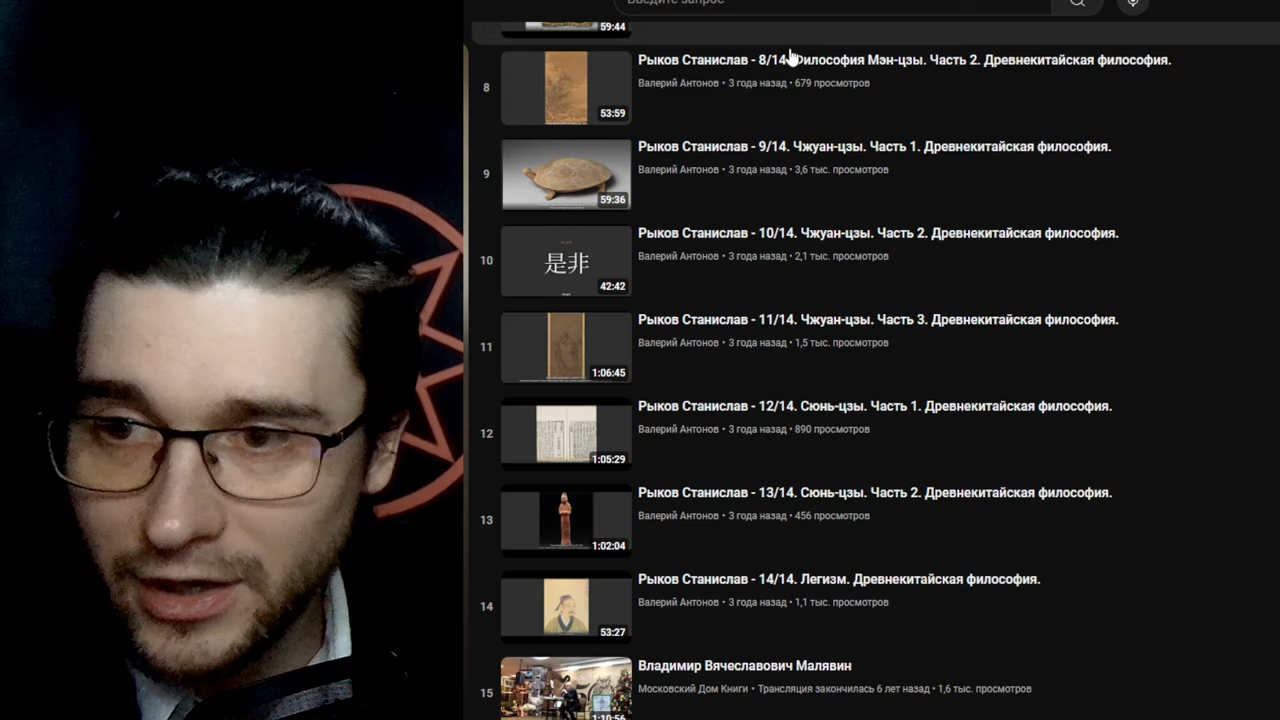 Введите запрос
59:44
8
53:59
Рыков Станислав - 8/14. Философия Мэн-цзы. Часть 2. Древнекитайская философия.
Валерий Антонов • 3 года назад • 679 просмотров
9
59:36
Рыков Станислав - 9/14. Чжуан-цзы. Часть 1. Древнекитайская философия.
Валерий Антонов • 3 года назад • 3,6 тыс. просмотров
10
是非
42:42
Рыков Станислав - 10/14. Чжуан-цзы. Часть 2. Древнекитайская философия.
Валерий Антонов • 3 года назад • 2,1 тыс. просмотров
11
1:06:45
Рыков Станислав - 11/14. Чжуан-цзы. Часть 3. Древнекитайская философия.
Валерий Антонов • 3 года назад • 1,5 тыс. просмотров
12
1:05:29
Рыков Станислав - 12/14. Сюнь-цзы. Часть 1. Древнекитайская философия.
Валерий Антонов • 3 года назад • 890 просмотров
13
1:02:04
Рыков Станислав - 13/14. Сюнь-цзы. Часть 2. Древнекитайская философия.
Валерий Антонов • 3 года назад • 456 просмотров
14
53:27
Рыков Станислав - 14/14. Легизм. Древнекитайская философия.
Валерий Антонов • 3 года назад • 1,1 тыс. просмотров
15
1:10:56
Владимир Вячеславович Малявин
Московский Дом Книги • Трансляция закончилась 6 лет назад • 1,6 тыс. просмотров